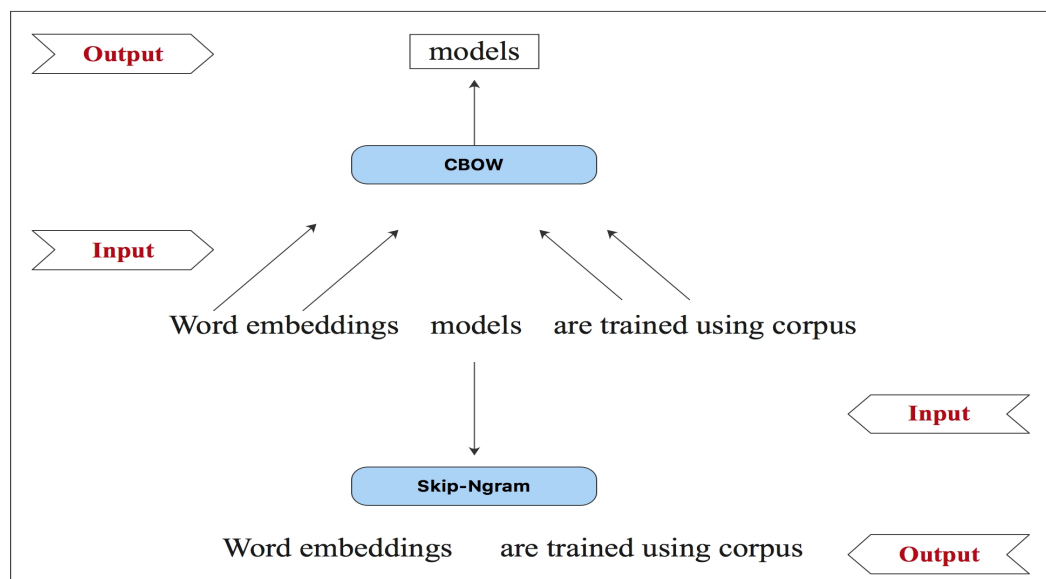 Output
models
CBOW
Input
Word embeddings models are trained using corpus
Input
Skip-Ngram
Word embeddings are trained using corpus
Output